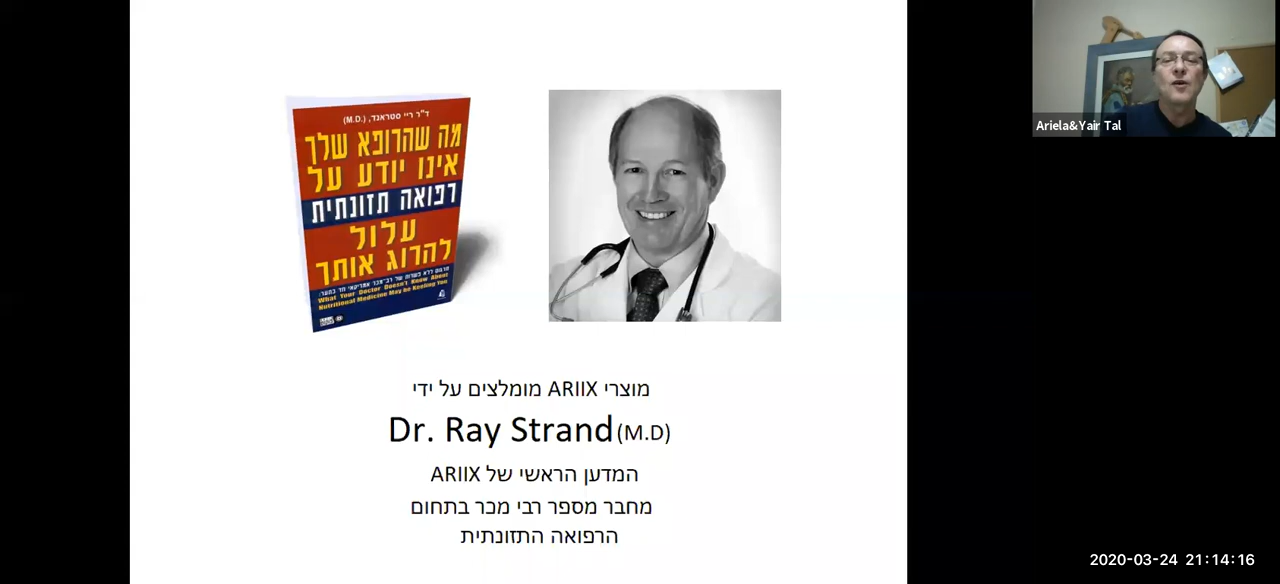 ד"ר ריי סטראנד, (M.D.)
מה שהרופא שלך
אינו יודע על
רפואה תזונתית
עלול
להרוג אותך
What Your Doctor Doesn't Know About
Nutritional Medicine May be Keeling You
Ariela&Yair Tal
מוצרי ARIIX מומלצים על ידי
Dr. Ray Strand (M.D)
המדען הראשי של ARIIX
מחבר מספר רבי מכר בתחום
הרפואה התזונתית
2020-03-24 21:14:16